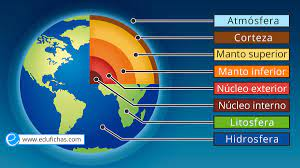 Atmósfera
Corteza
Manto superior
Manto inferior
Núcleo exterior
Núcleo interno
Litosfera
Hidrosfera
e www.edufichas.com